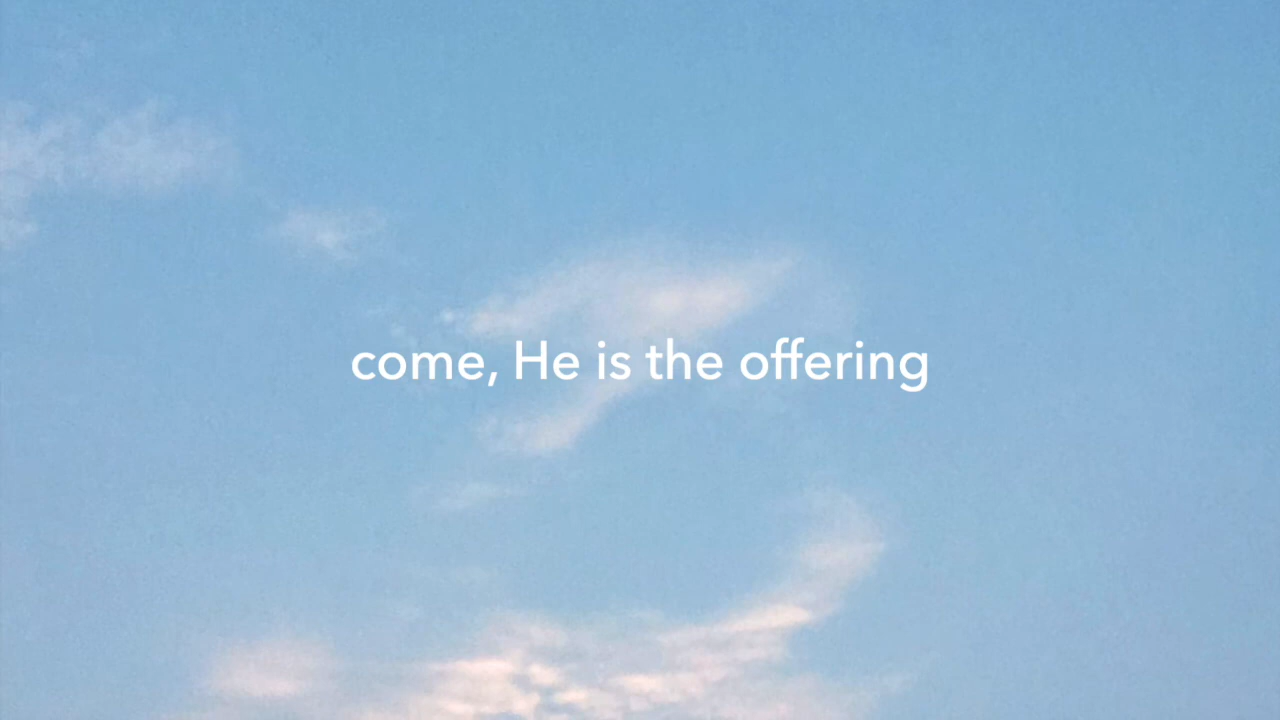 come, He is the offering